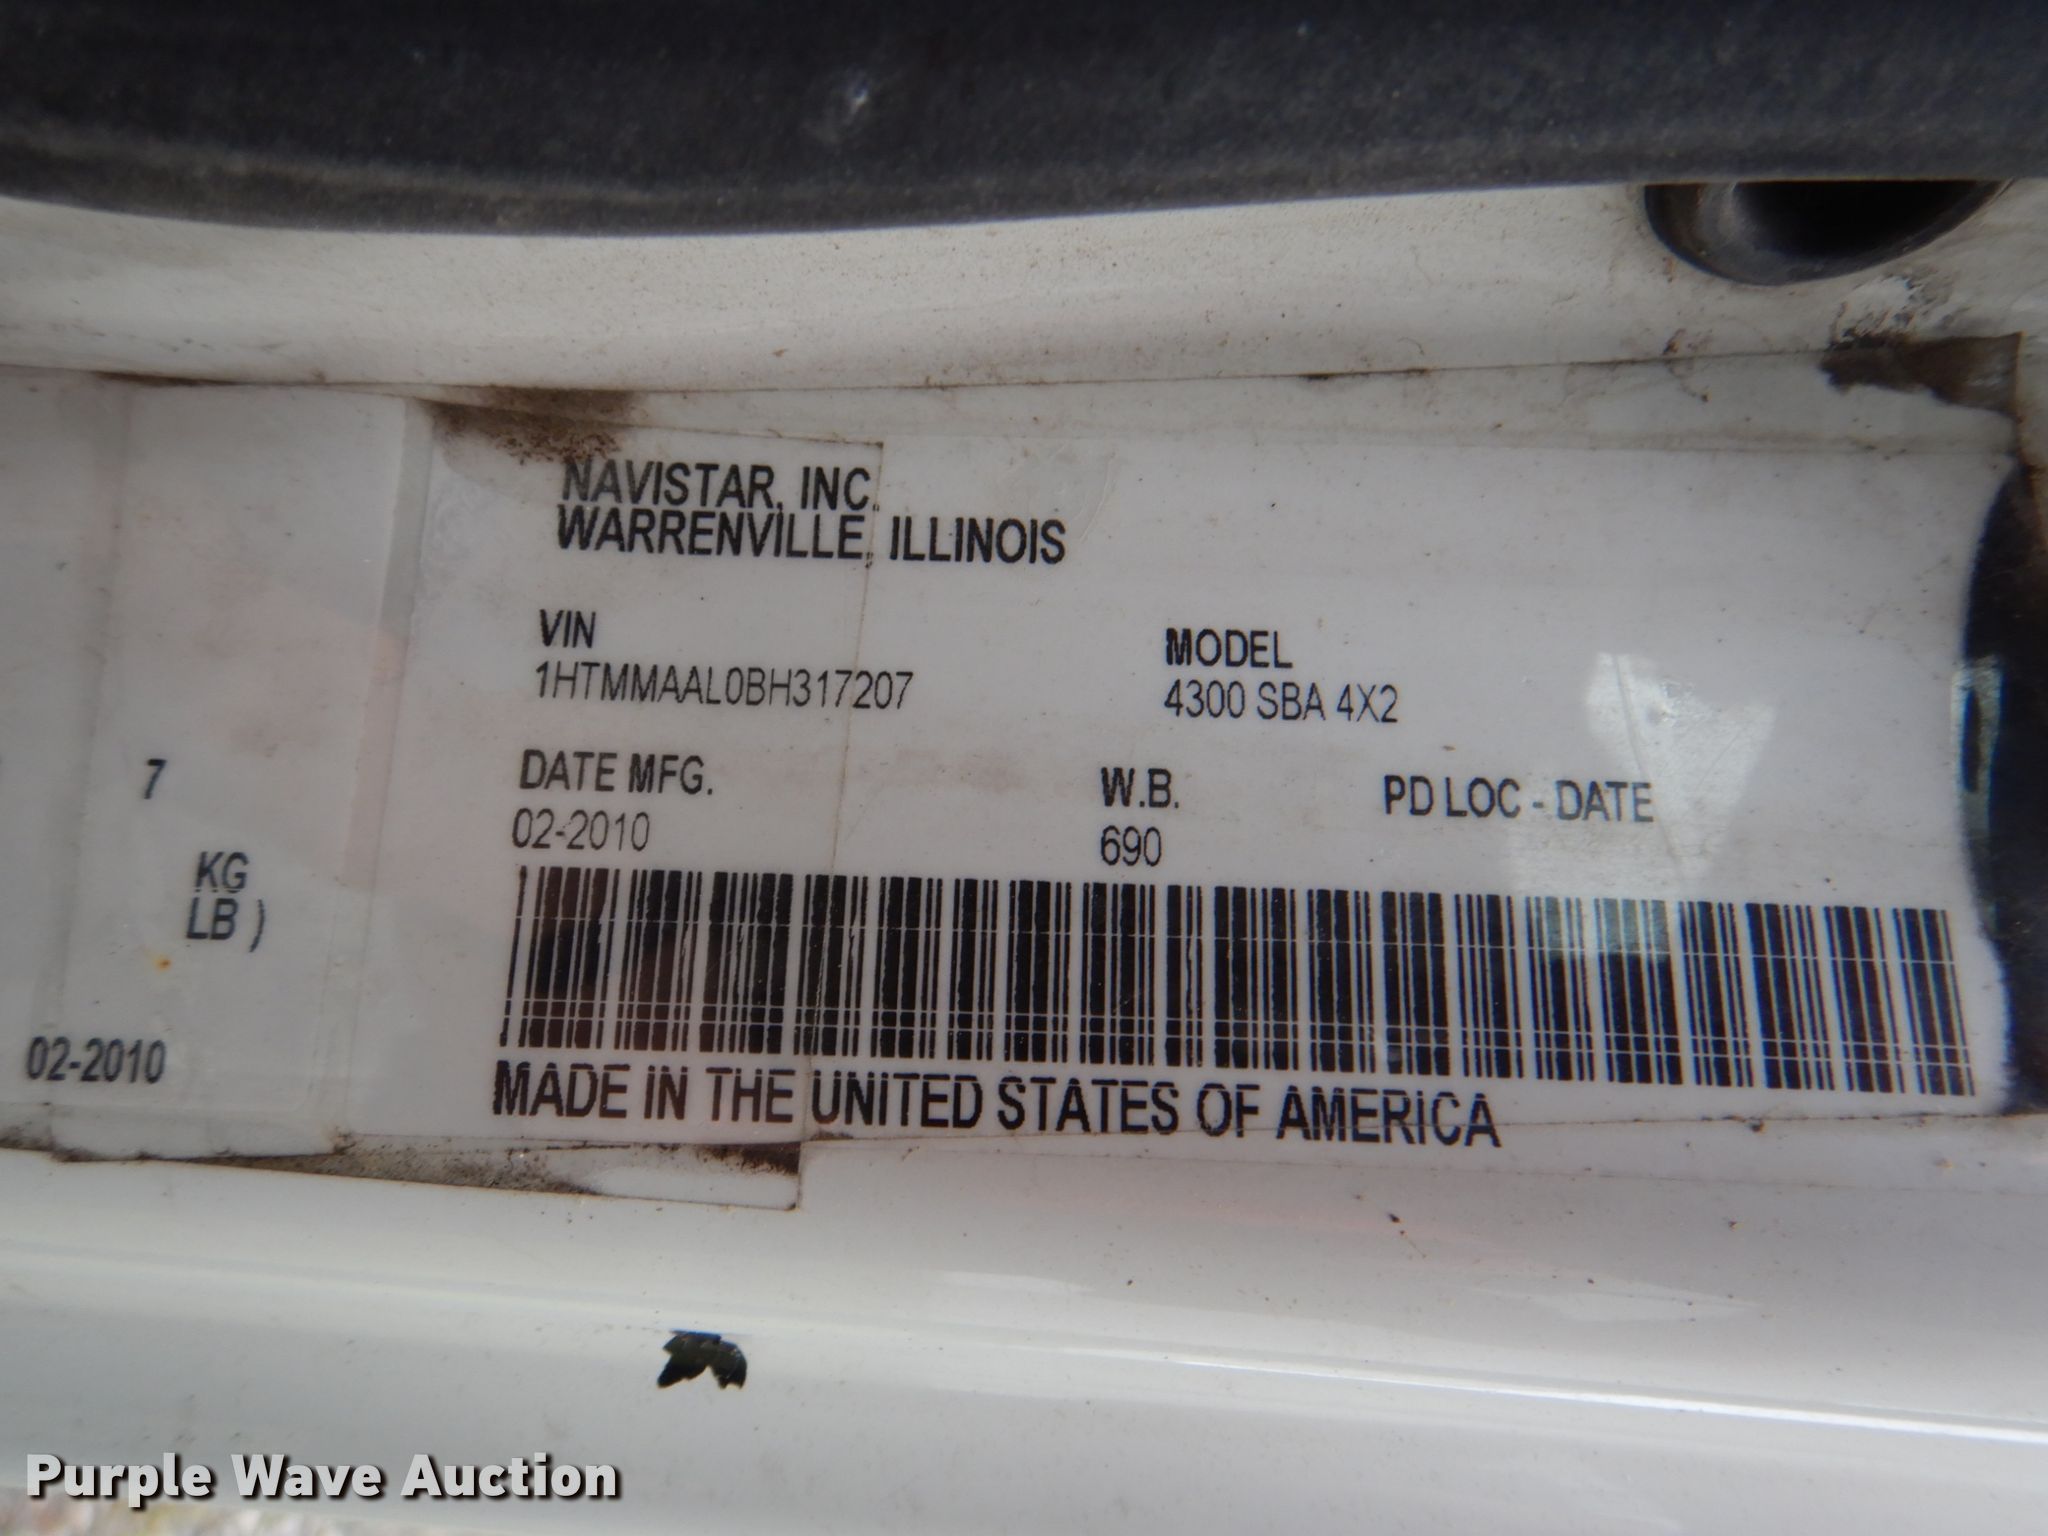 NAVISTAR, INC.
WARRENVILLE, ILLINOIS
VIN
1HTMMAAL0BH317207
MODEL
4300 SBA 4X2
DATE MFG.
02-2010
W.B.
690
PD LOC - DATE
MADE IN THE UNITED STATES OF AMERICA
7
KG
LB )
02-2010
Purple Wave Auction